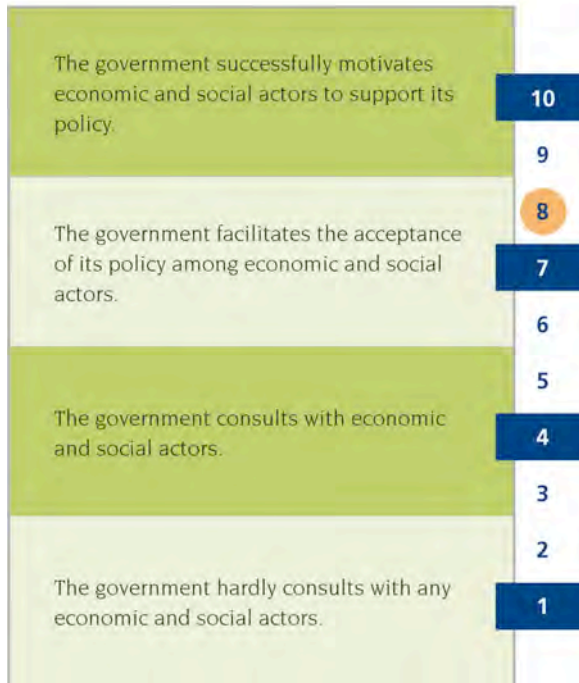 The government successfully motivates
economic and social actors to support its
policy.
10
9
8
The government facilitates the acceptance
of its policy among economic and social
actors.
7
6
5
The government consults with economic
and social actors.
4
3
2
The government hardly consults with any
economic and social actors.
1